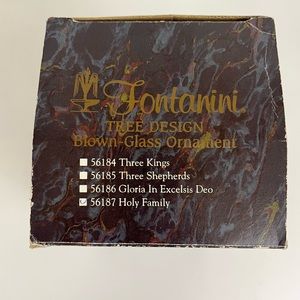 Fontanini
TREE DESIGN
Blown-Glass Ornament
56184 Three Kings
56185 Three Shepherds
56186 Gloria In Excelsis Deo
56187 Holy Family